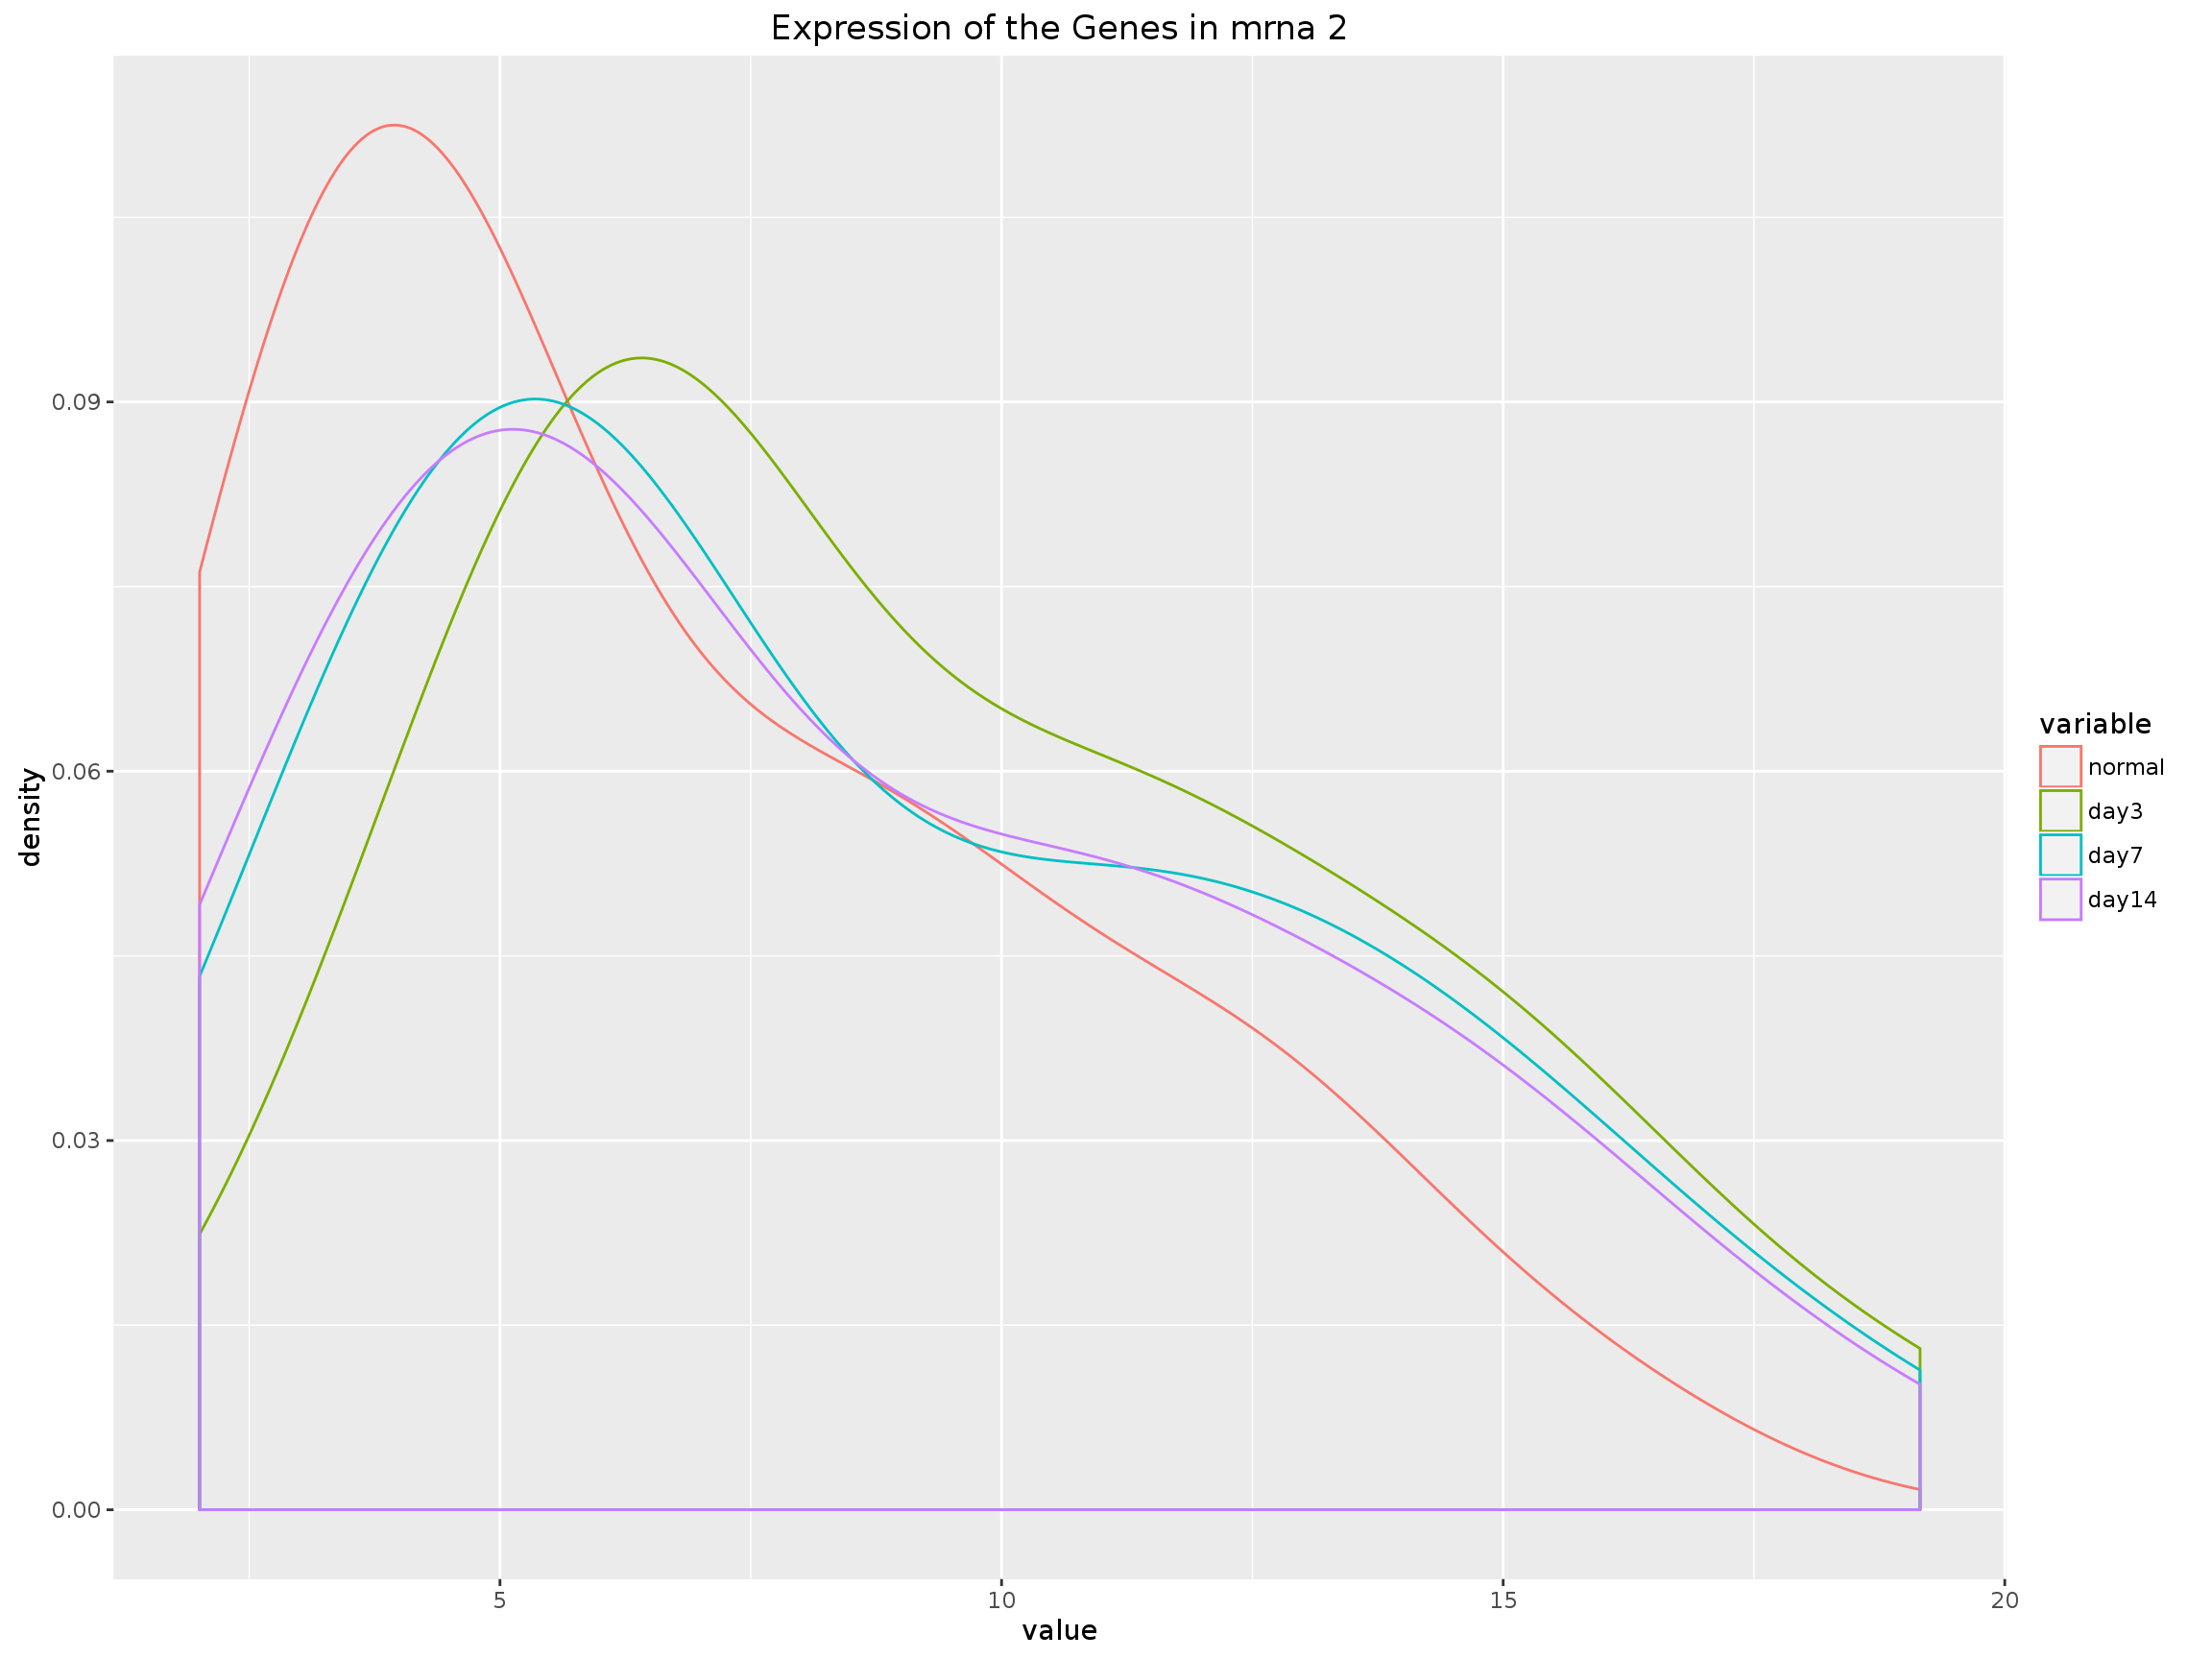 Expression of the Genes in mrna 2
density
0.09
0.06
0.03
0.00
5 10 15 20
value
variable
normal
day3
day7
day14